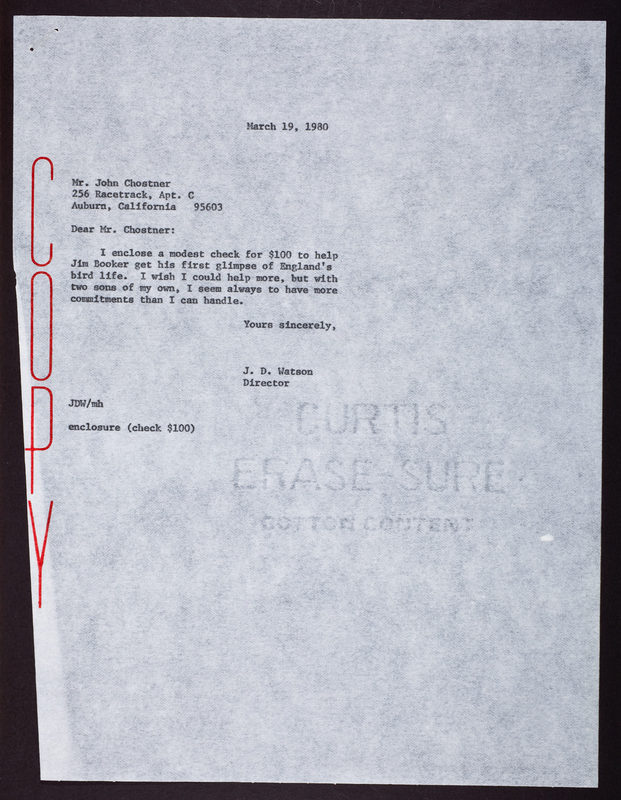 March 19, 1980
Mr. John Chostner
256 Racetrack, Apt. C
Auburn, California 95603
Dear Mr. Chostner:
I enclose a modest check for $100 to help
Jim Booker get his first glimpse of England's
bird life. I wish I could help more, but with
two sons of my own, I seem always to have more
commitments than I can handle.
Yours sincerely,
J. D. Watson
Director
JDW/mh
enclosure (check $100)
COPY
CURTIS
ERASE-SURE
COTTON CONTENT